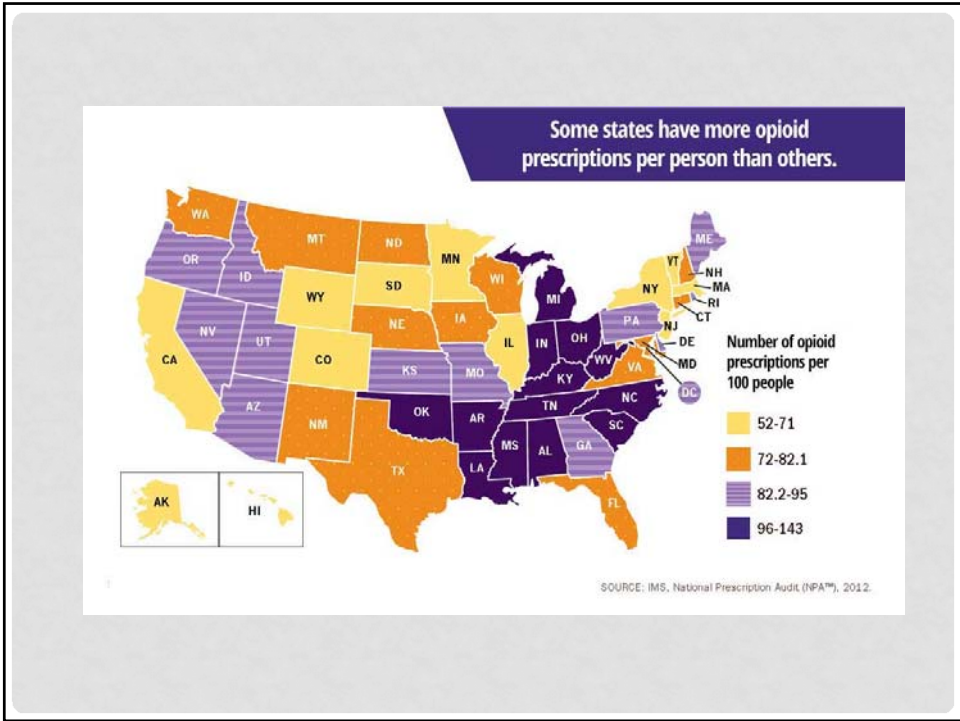 Some states have more opioid
prescriptions per person than others.
WA
MT
ND
MN
ME
OR
ID
WI
VT
NH
NY
MA
WY
SD
MI
RI
CT
IA
PA
NJ
NE
NV
IL
IN
OH
DE
UT
WV
MD
CA
CO
KS
MO
VA
KY
DC
NC
TN
AZ
OK
AR
SC
NM
MS
AL
GA
TX
LA
FL
AK
HI
Number of opioid
prescriptions per
100 people
52-71
72-82.1
82.2-95
96-143
SOURCE: IMS, National Prescription Audit (NPA™), 2012.